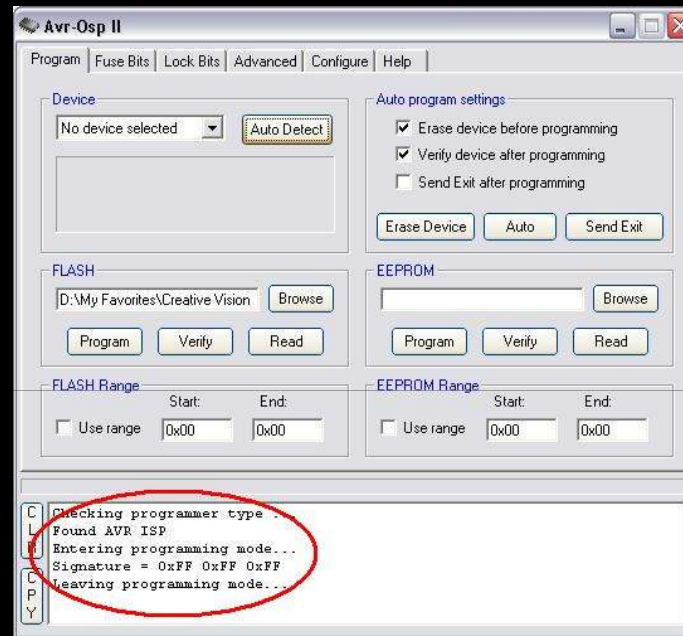 Avr-Osp II
Program Fuse Bits Lock Bits Advanced Configure Help
Device
No device selected Auto Detect
Auto program settings
Erase device before programming
Verify device after programming
Send Exit after programming
Erase Device Auto Send Exit
FLASH
D:\My Favorites\Creative Vision Browse
Program Verify Read
EEPROM
Browse
Program Verify Read
FLASH Range
Start: End:
Use range 0x00 0x00
EEPROM Range
Start: End:
Use range 0x00 0x00
CLR
CPY
Checking programmer type ...
Found AVR ISP
Entering programming mode...
Signature = 0xFF 0xFF 0xFF
Leaving programming mode...